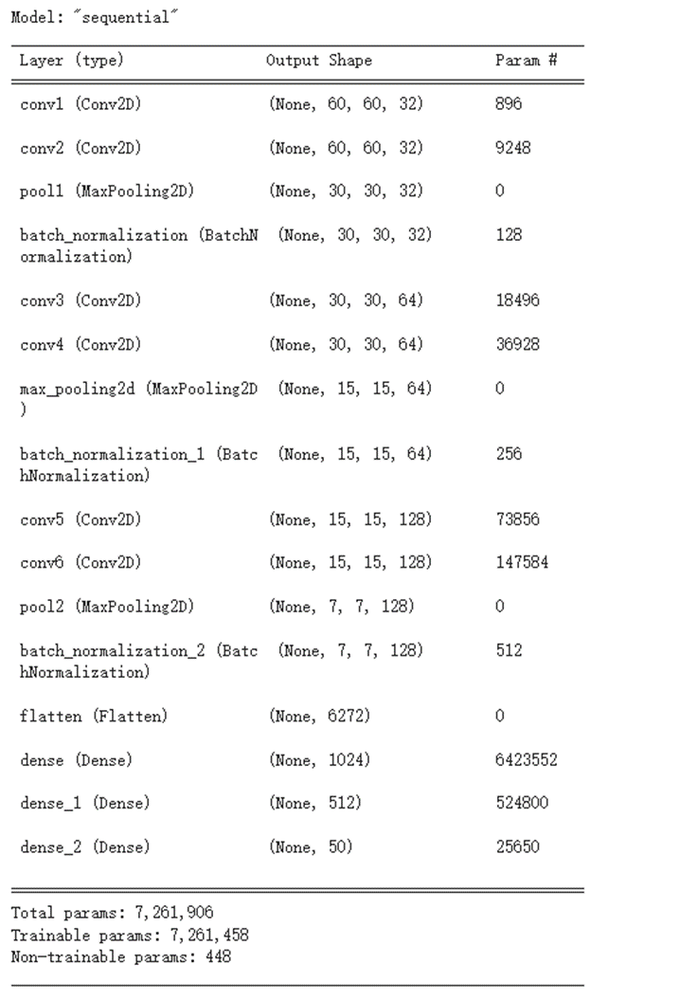 Model: "sequential"
Layer (type) Output Shape Param #
conv1 (Conv2D) (None, 60, 60, 32) 896
conv2 (Conv2D) (None, 60, 60, 32) 9248
pool1 (MaxPooling2D) (None, 30, 30, 32) 0
batch_normalization (BatchN (None, 30, 30, 32) 128
ormalization)
conv3 (Conv2D) (None, 30, 30, 64) 18496
conv4 (Conv2D) (None, 30, 30, 64) 36928
max_pooling2d (MaxPooling2D (None, 15, 15, 64) 0
)
batch_normalization_1 (Batc (None, 15, 15, 64) 256
hNormalization)
conv5 (Conv2D) (None, 15, 15, 128) 73856
conv6 (Conv2D) (None, 15, 15, 128) 147584
pool2 (MaxPooling2D) (None, 7, 7, 128) 0
batch_normalization_2 (Batc (None, 7, 7, 128) 512
hNormalization)
flatten (Flatten) (None, 6272) 0
dense (Dense) (None, 1024) 6423552
dense_1 (Dense) (None, 512) 524800
dense_2 (Dense) (None, 50) 25650
Total params: 7,261,906
Trainable params: 7,261,458
Non-trainable params: 448